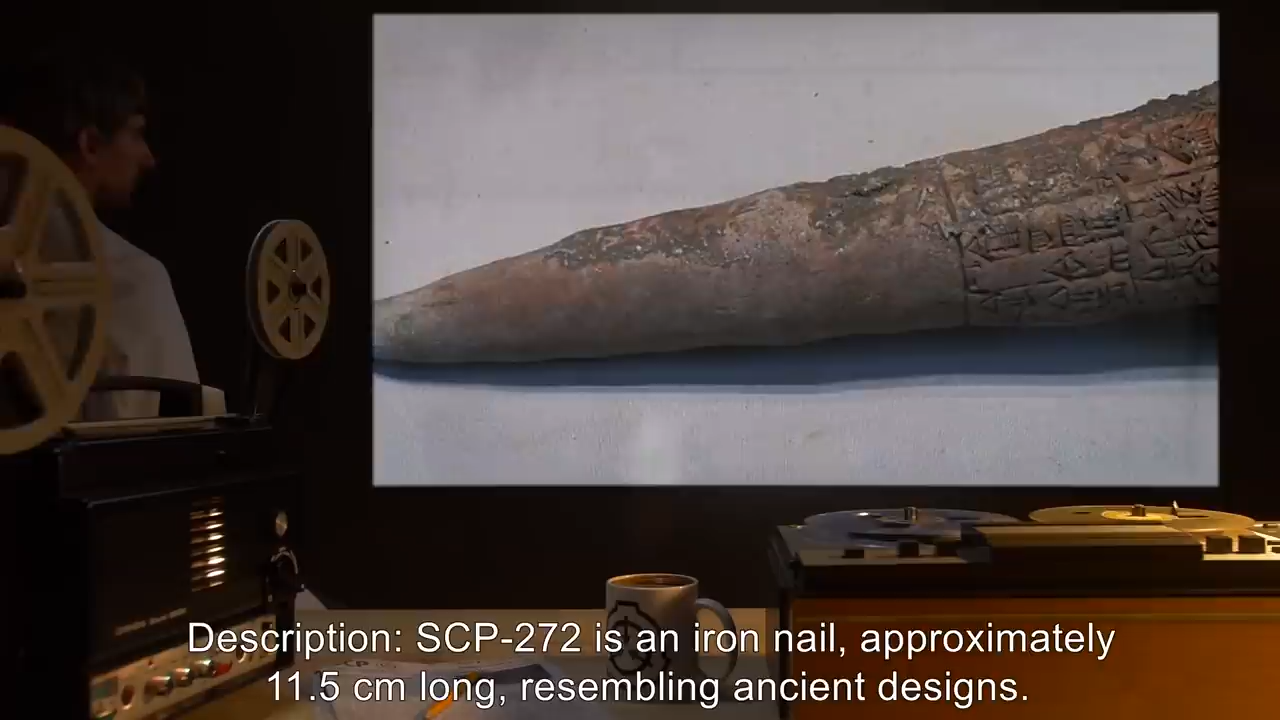 Description: SCP-272 is an iron nail, approximately
11.5 cm long, resembling ancient designs.